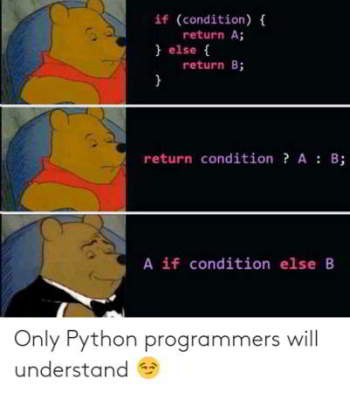 if (condition) {
return A;
} else {
return B;
}
return condition ? A : B;
A if condition else B
Only Python programmers will
understand 😏